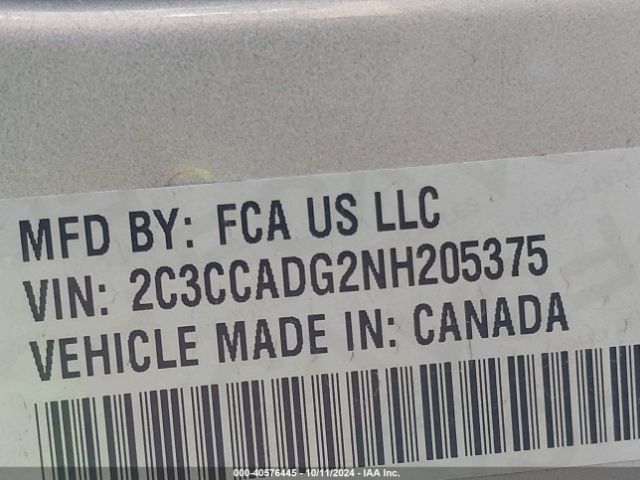 MFD BY: FCA US LLC
VIN: 2C3CCADG2NH205375
VEHICLE MADE IN: CANADA
000-40576445 - 10/11/2024 - IAA Inc.